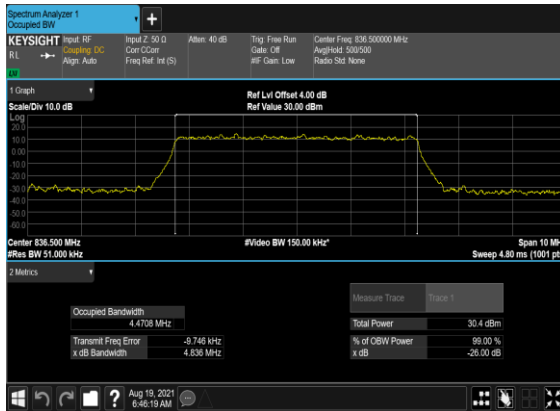 Spectrum Analyzer 1
Occupied BW
KEYSIGHT
Input: RF
Coupling: DC
Align: Auto
Input Z: 50 Ω
Corr CCorr
Freq Ref: Int (S)
Atten: 40 dB
Trig: Free Run
Gate: Off
#IF Gain: Low
Center Freq: 836.500000 MHz
Avg|Hold: 500/500
Radio Std: None
R L
LXI
1 Graph
Scale/Div 10.0 dB
Ref Lvl Offset 4.00 dB
Ref Value 30.00 dBm
Log
20.0
10.0
0.00
-10.0
-20.0
-30.0
-40.0
-50.0
-60.0
Center 836.500 MHz
#Res BW 51.000 kHz
#Video BW 150.00 kHz*
Span 10 MH
Sweep 4.80 ms (1001 pt
2 Metrics
Measure Trace
Trace 1
Occupied Bandwidth
4.4708 MHz
Total Power
30.4 dBm
Transmit Freq Error
-9.746 kHz
% of OBW Power
99.00 %
x dB Bandwidth
4.836 MHz
x dB
-26.00 dB
?
Aug 19, 2021
6:46:19 AM